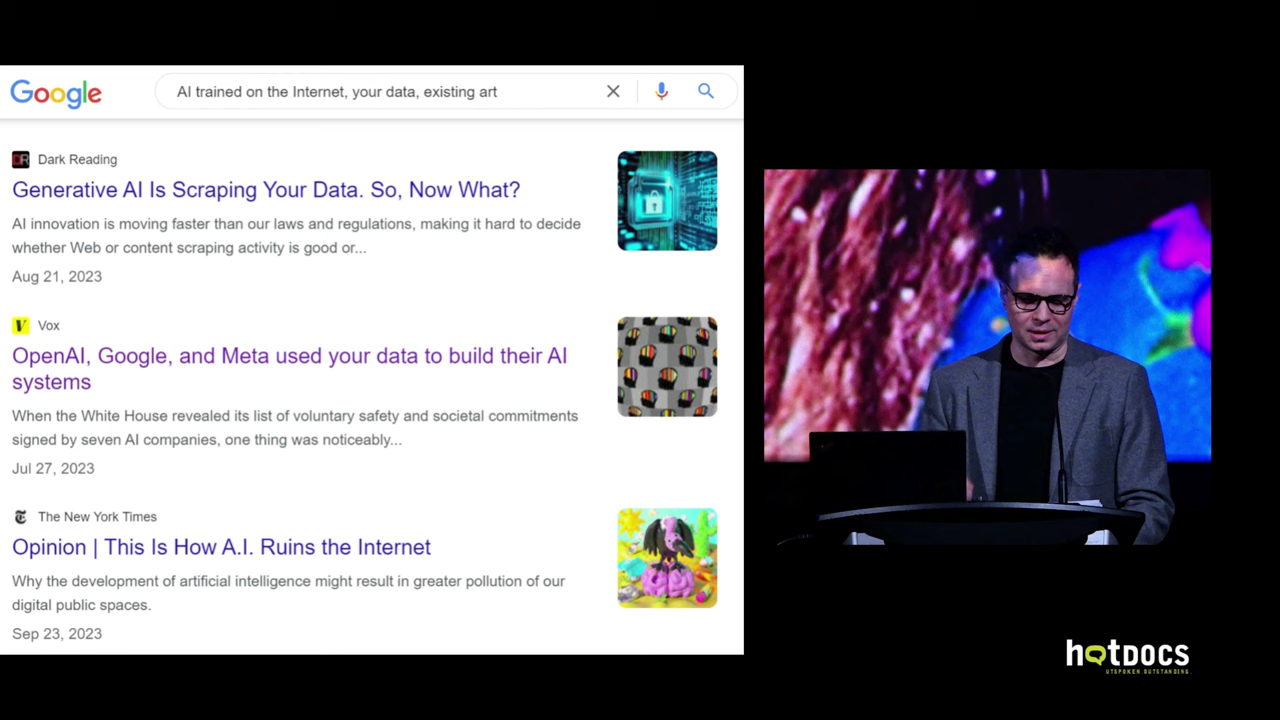 Google
AI trained on the Internet, your data, existing art
DR
Dark Reading
Generative AI Is Scraping Your Data. So, Now What?
AI innovation is moving faster than our laws and regulations, making it hard to decide
whether Web or content scraping activity is good or...
Aug 21, 2023
V
Vox
OpenAI, Google, and Meta used your data to build their AI
systems
When the White House revealed its list of voluntary safety and societal commitments
signed by seven AI companies, one thing was noticeably...
Jul 27, 2023
The New York Times
Opinion | This Is How A.I. Ruins the Internet
Why the development of artificial intelligence might result in greater pollution of our
digital public spaces.
Sep 23, 2023
hotDOCS
OUTSPOKEN OUTSTANDING.